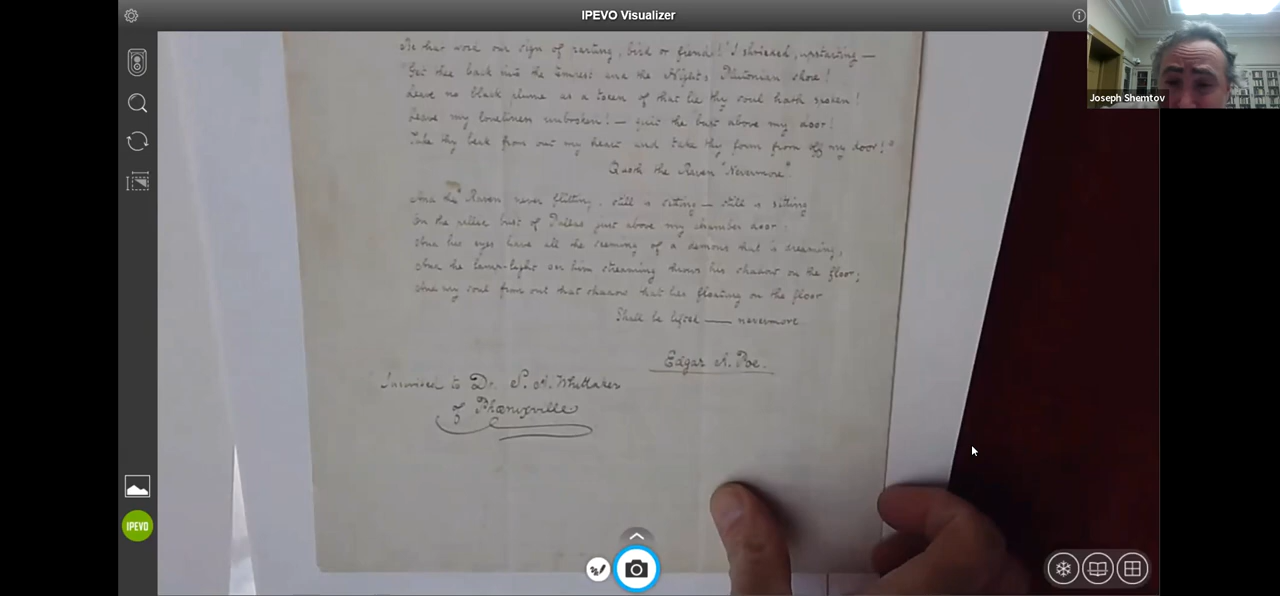 IPEVO Visualizer
Joseph Shemtov
Be that word our sign of parting, bird or fiend!" I shrieked, upstarting —
"Get thee back into the tempest and the Night's Plutonian shore!
Leave no black plume as a token of that lie thy soul hath spoken!
Leave my loneliness unbroken! — quit the bust above my door!
Take thy beak from out my heart and take thy form from off my door!"
Quoth the Raven "Nevermore".
And the Raven never flitting, still is sitting — still is sitting
On the pallid bust of Pallas just above my chamber door;
And his eyes have all the seeming of a demons that is dreaming,
And the lamp-light o'er him streaming throws his shadow on the floor;
And my soul from out that shadow that lies floating on the floor
Shall be lifted — nevermore.
Edgar A. Poe.
Inscribed to Dr. S. A. Whittaker
of Phœnixville
IPEVO